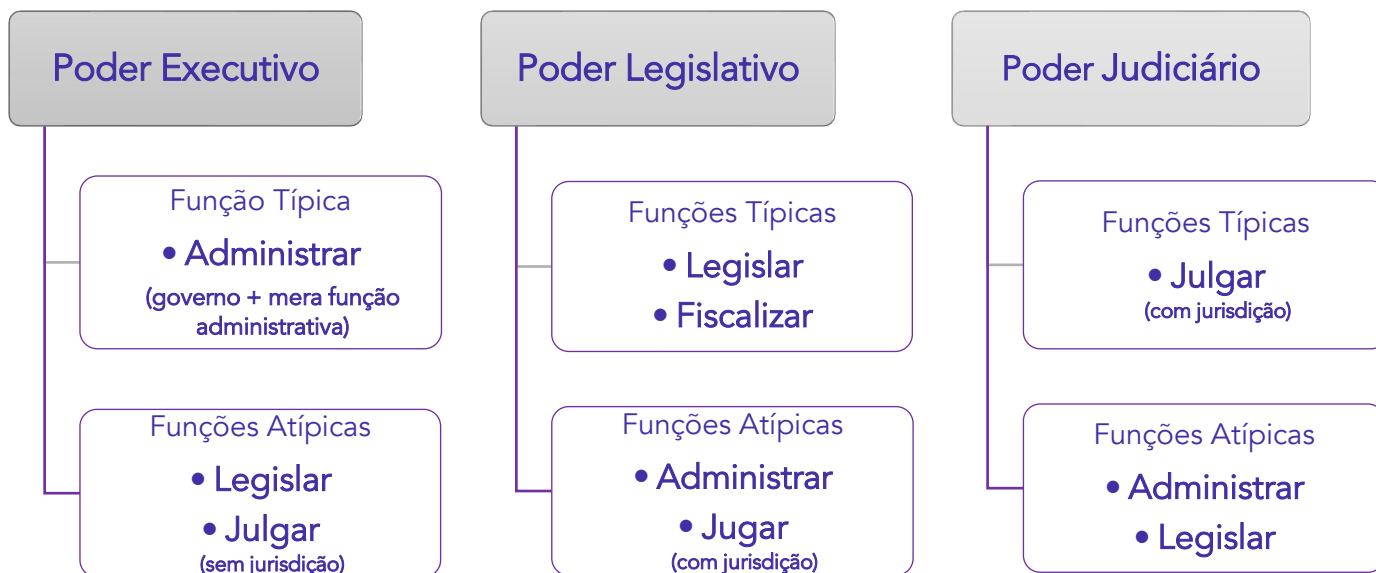 Poder Executivo
Função Típica
• Administrar
(governo + mera função
administrativa)
Funções Atípicas
• Legislar
• Julgar
(sem jurisdição)
Poder Legislativo
Funções Típicas
• Legislar
• Fiscalizar
Funções Atípicas
• Administrar
• Jugar
(com jurisdição)
Poder Judiciário
Funções Típicas
• Julgar
(com jurisdição)
Funções Atípicas
• Administrar
• Legislar